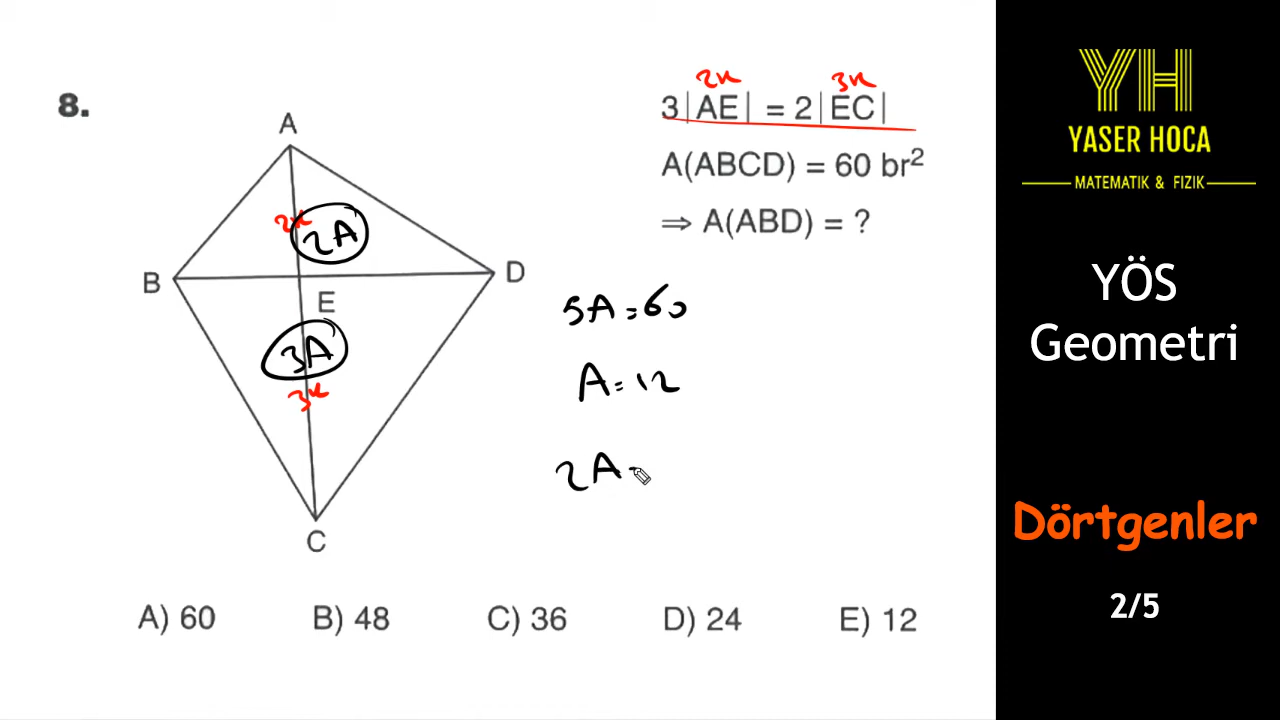 8.
A
B
D
E
C
2x
2A
3A
3x
2x 3x
3|AE| = 2|EC|
A(ABCD) = 60 br²
⇒ A(ABD) = ?
5A=60
A=12
2A
A) 60 B) 48 C) 36 D) 24 E) 12
YH
YASER HOCA
MATEMATIK & FIZIK
YÖS
Geometri
Dörtgenler
2/5